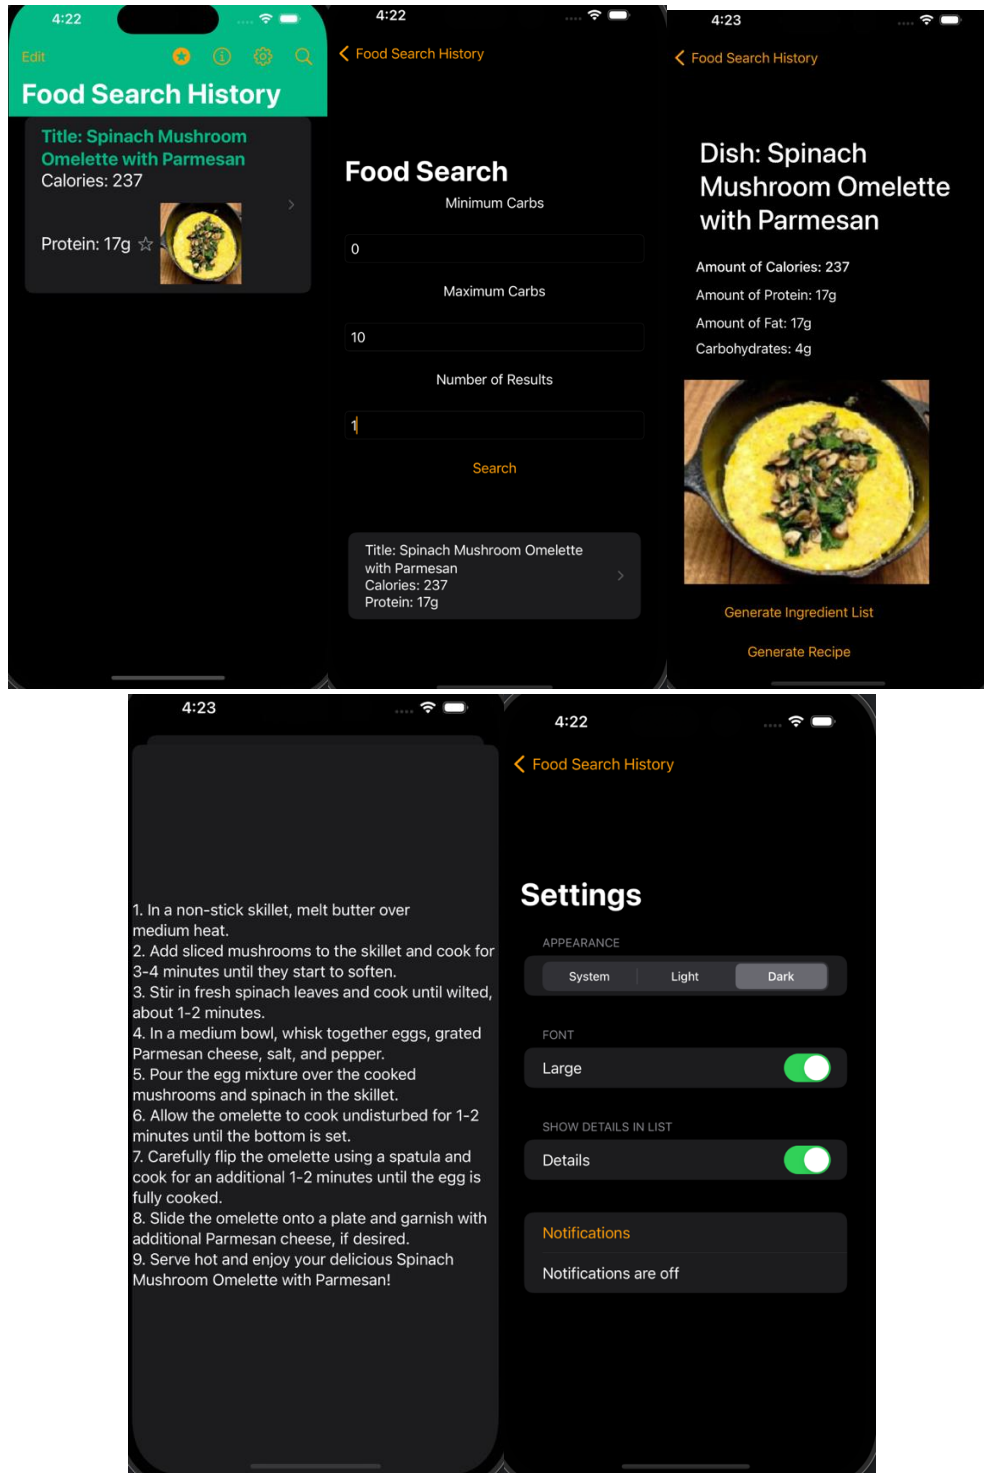 4:22
Edit
Food Search History
Title: Spinach Mushroom
Omelette with Parmesan
Calories: 237
Protein: 17g
4:22
Food Search History
Food Search
Minimum Carbs
0
Maximum Carbs
10
Number of Results
1
Search
Title: Spinach Mushroom Omelette
with Parmesan
Calories: 237
Protein: 17g
4:23
Food Search History
Dish: Spinach
Mushroom Omelette
with Parmesan
Amount of Calories: 237
Amount of Protein: 17g
Amount of Fat: 17g
Carbohydrates: 4g
Generate Ingredient List
Generate Recipe
4:23
1. In a non-stick skillet, melt butter over
medium heat.
2. Add sliced mushrooms to the skillet and cook for
3-4 minutes until they start to soften.
3. Stir in fresh spinach leaves and cook until wilted,
about 1-2 minutes.
4. In a medium bowl, whisk together eggs, grated
Parmesan cheese, salt, and pepper.
5. Pour the egg mixture over the cooked
mushrooms and spinach in the skillet.
6. Allow the omelette to cook undisturbed for 1-2
minutes until the bottom is set.
7. Carefully flip the omelette using a spatula and
cook for an additional 1-2 minutes until the egg is
fully cooked.
8. Slide the omelette onto a plate and garnish with
additional Parmesan cheese, if desired.
9. Serve hot and enjoy your delicious Spinach
Mushroom Omelette with Parmesan!
4:22
Food Search History
Settings
APPEARANCE
System Light Dark
FONT
Large
SHOW DETAILS IN LIST
Details
Notifications
Notifications are off